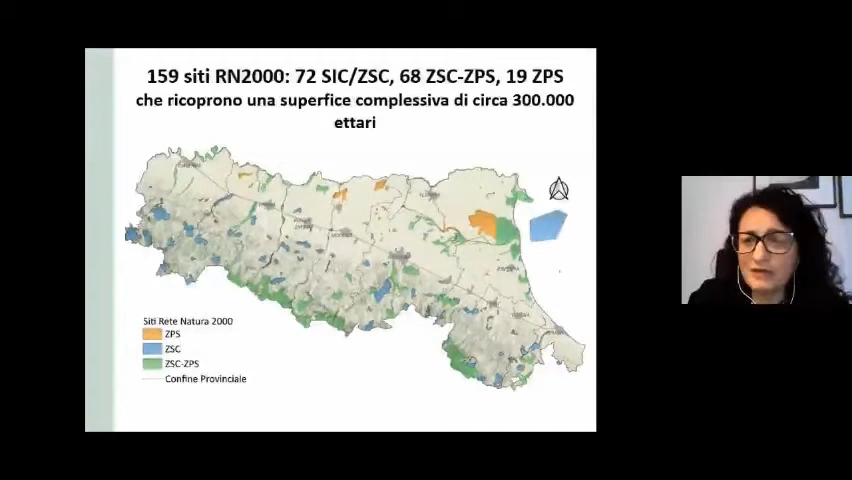 159 siti RN2000: 72 SIC/ZSC, 68 ZSC-ZPS, 19 ZPS
che ricoprono una superfice complessiva di circa 300.000
ettari
Siti Rete Natura 2000
ZPS
ZSC
ZSC-ZPS
Confine Provinciale